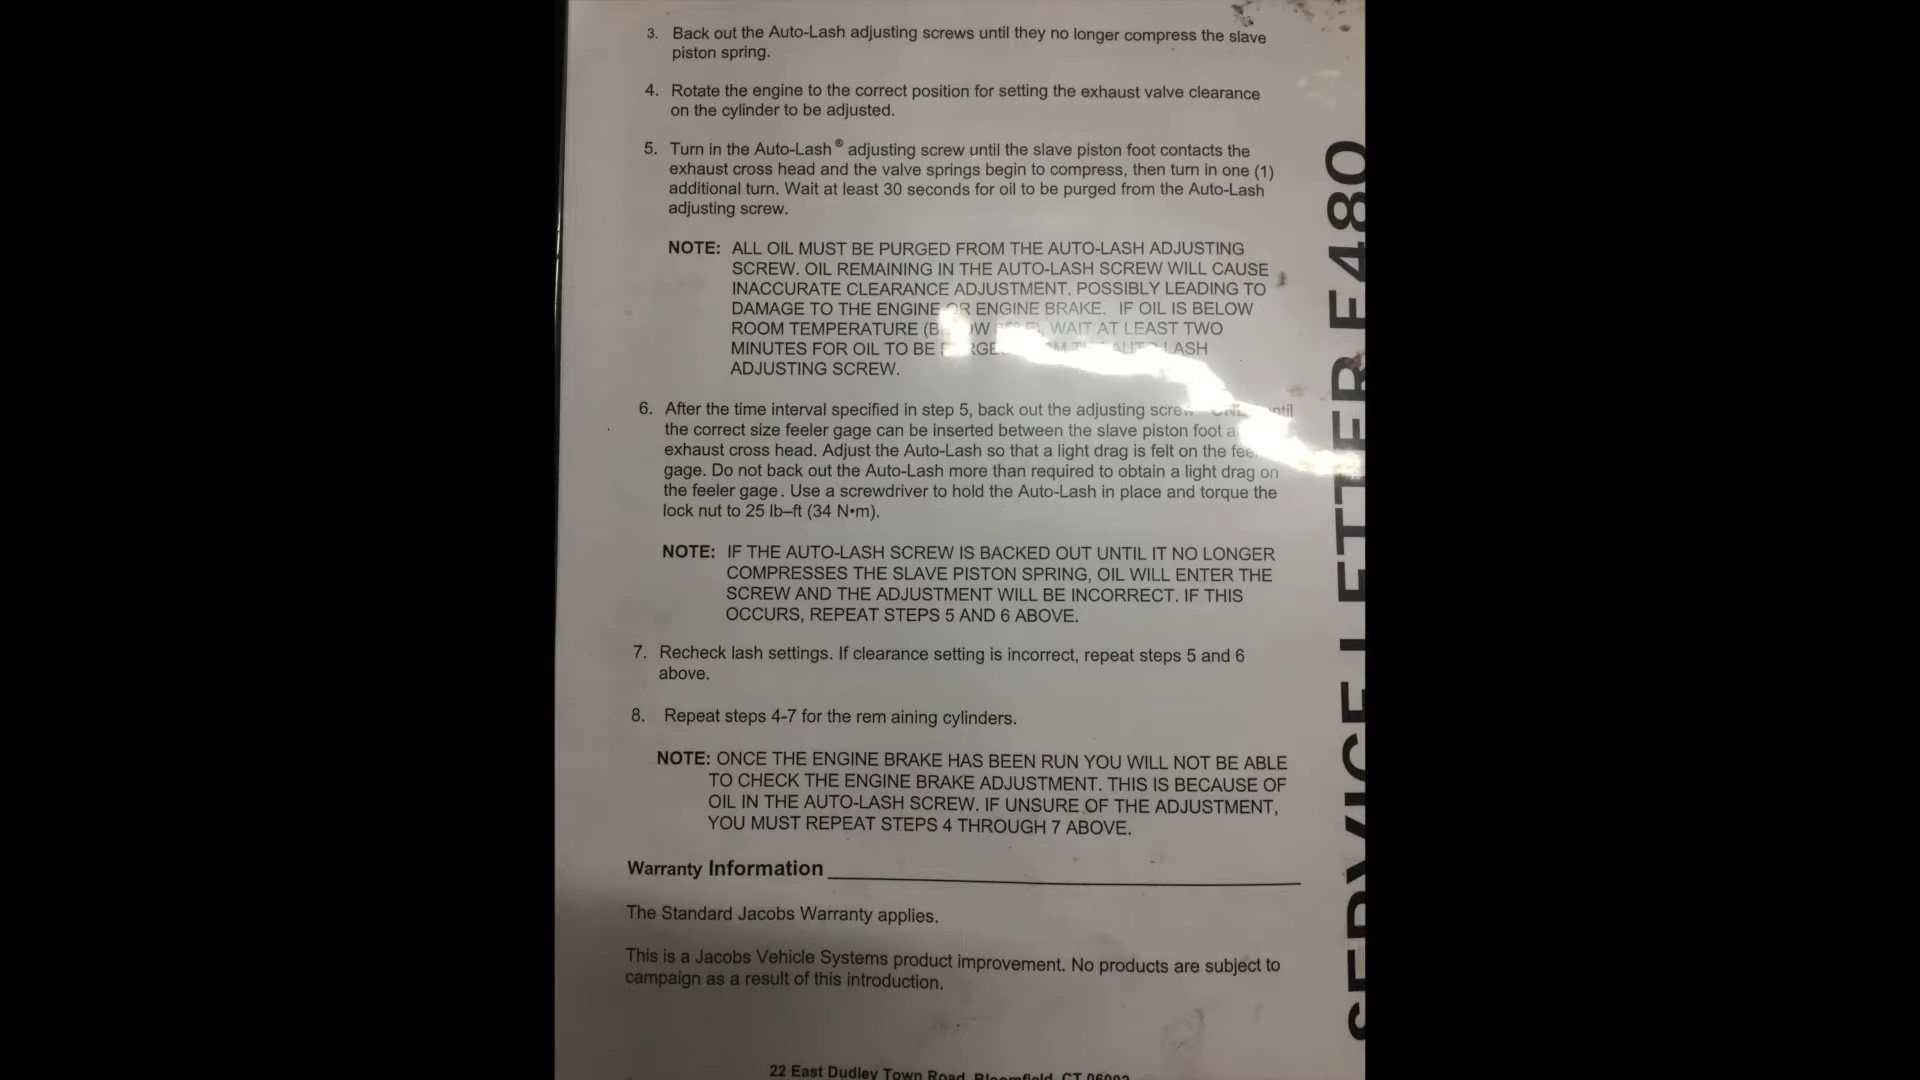 3. Back out the Auto-Lash adjusting screws until they no longer compress the slave
piston spring.
4. Rotate the engine to the correct position for setting the exhaust valve clearance
on the cylinder to be adjusted.
5. Turn in the Auto-Lash® adjusting screw until the slave piston foot contacts the
exhaust cross head and the valve springs begin to compress, then turn in one (1)
additional turn. Wait at least 30 seconds for oil to be purged from the Auto-Lash
adjusting screw.
NOTE: ALL OIL MUST BE PURGED FROM THE AUTO-LASH ADJUSTING
SCREW. OIL REMAINING IN THE AUTO-LASH SCREW WILL CAUSE
INACCURATE CLEARANCE ADJUSTMENT, POSSIBLY LEADING TO
DAMAGE TO THE ENGINE OR ENGINE BRAKE. IF OIL IS BELOW
ROOM TEMPERATURE (BELOW WAIT AT LEAST TWO
MINUTES FOR OIL TO BE PURGED FROM THE AUTO-LASH
ADJUSTING SCREW.
6. After the time interval specified in step 5, back out the adjusting screw until
the correct size feeler gage can be inserted between the slave piston foot
exhaust cross head. Adjust the Auto-Lash so that a light drag is felt on the feeler
gage. Do not back out the Auto-Lash more than required to obtain a light drag on
the feeler gage. Use a screwdriver to hold the Auto-Lash in place and torque the
lock nut to 25 lb–ft (34 N•m).
NOTE: IF THE AUTO-LASH SCREW IS BACKED OUT UNTIL IT NO LONGER
COMPRESSES THE SLAVE PISTON SPRING, OIL WILL ENTER THE
SCREW AND THE ADJUSTMENT WILL BE INCORRECT. IF THIS
OCCURS, REPEAT STEPS 5 AND 6 ABOVE.
7. Recheck lash settings. If clearance setting is incorrect, repeat steps 5 and 6
above.
8. Repeat steps 4-7 for the rem aining cylinders.
NOTE: ONCE THE ENGINE BRAKE HAS BEEN RUN YOU WILL NOT BE ABLE
TO CHECK THE ENGINE BRAKE ADJUSTMENT. THIS IS BECAUSE OF
OIL IN THE AUTO-LASH SCREW. IF UNSURE OF THE ADJUSTMENT,
YOU MUST REPEAT STEPS 4 THROUGH 7 ABOVE.
Warranty Information
The Standard Jacobs Warranty applies.
This is a Jacobs Vehicle Systems product improvement. No products are subject to
campaign as a result of this introduction.
22 East Dudley Town Road, Bloomfield, CT 06002
SERVICE LETTER E480